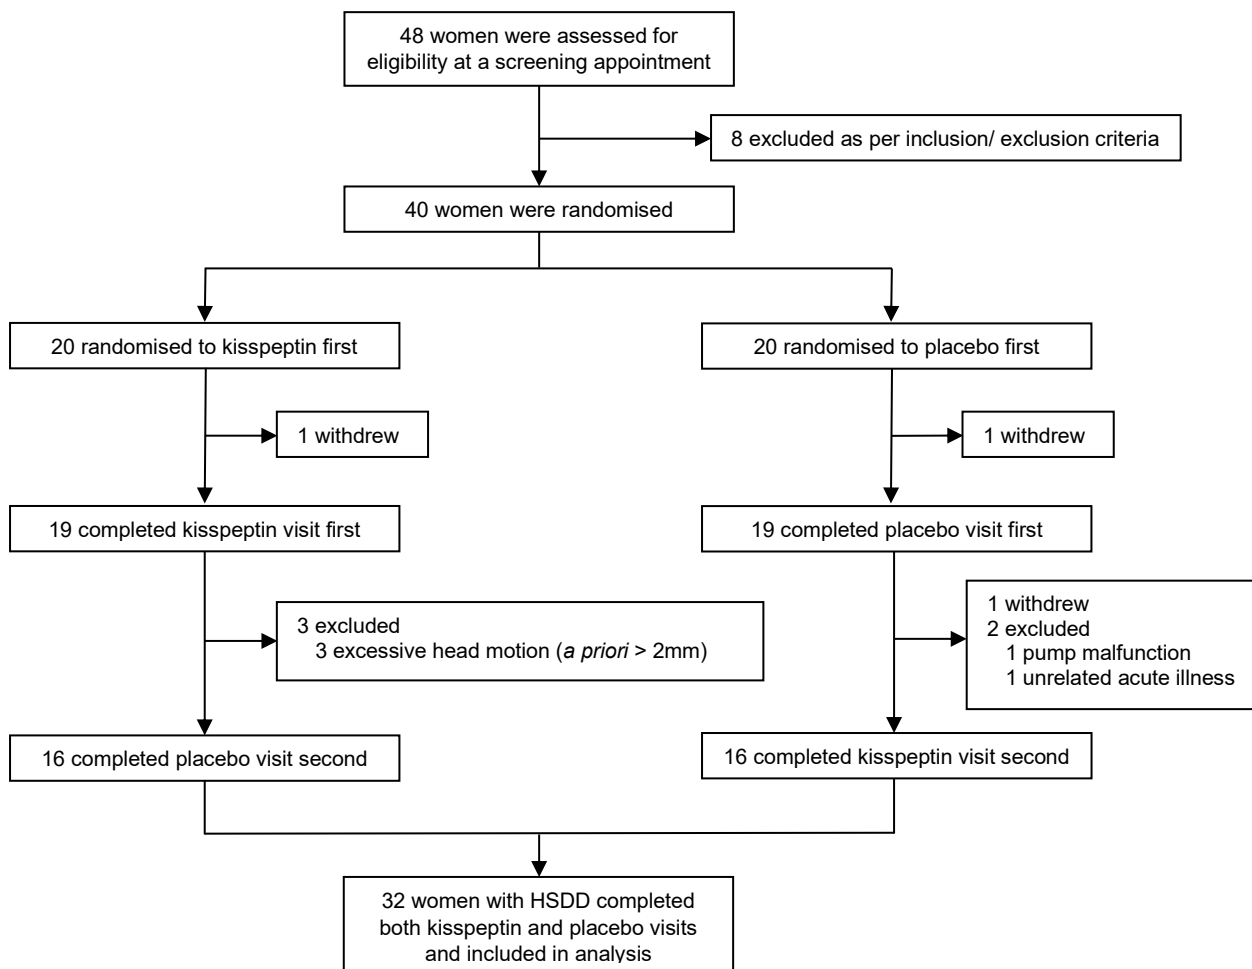 48 women were assessed for
eligibility at a screening appointment
8 excluded as per inclusion/ exclusion criteria
40 women were randomised
20 randomised to kisspeptin first
20 randomised to placebo first
1 withdrew
1 withdrew
19 completed kisspeptin visit first
19 completed placebo visit first
3 excluded
3 excessive head motion (a priori > 2mm)
1 withdrew
2 excluded
1 pump malfunction
1 unrelated acute illness
16 completed placebo visit second
16 completed kisspeptin visit second
32 women with HSDD completed
both kisspeptin and placebo visits
and included in analysis